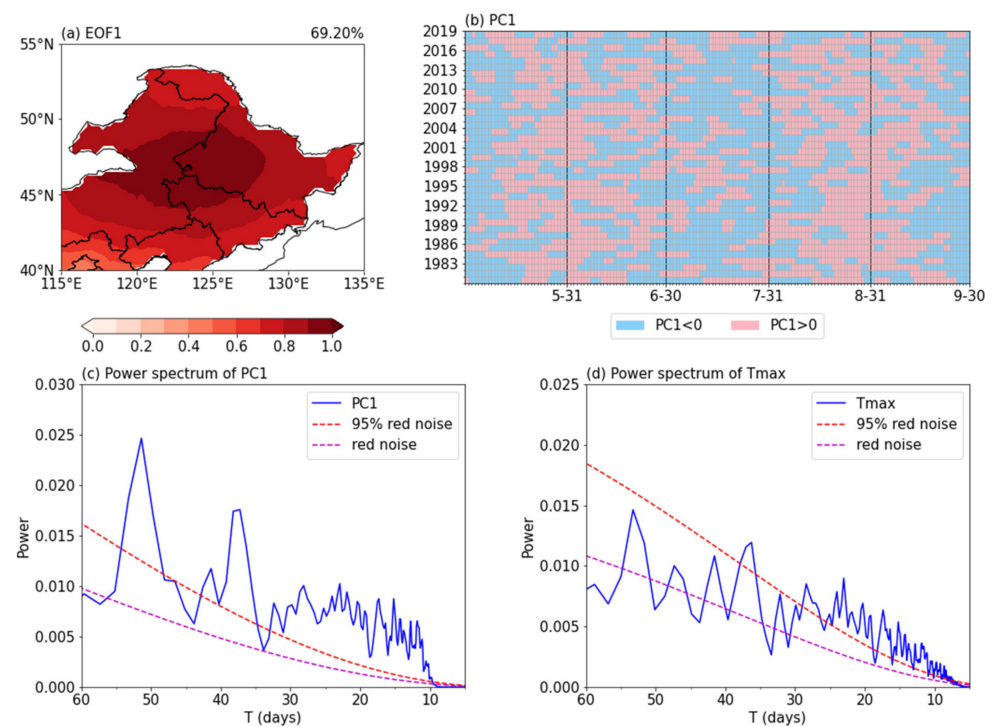 (a) EOF1 69.20%
55°N
50°N
45°N
40°N
115°E 120°E 125°E 130°E 135°E
0.0 0.2 0.4 0.6 0.8 1.0
(b) PC1
2019
2016
2013
2010
2007
2004
2001
1998
1995
1992
1989
1986
1983
5-31 6-30 7-31 8-31 9-30
PC1<0 PC1>0
(c) Power spectrum of PC1
0.030
0.025
0.020
0.015
0.010
0.005
0.000
Power
60 50 40 30 20 10
T (days)
PC1
95% red noise
red noise
(d) Power spectrum of Tmax
0.025
0.020
0.015
0.010
0.005
0.000
Power
60 50 40 30 20 10
T (days)
Tmax
95% red noise
red noise